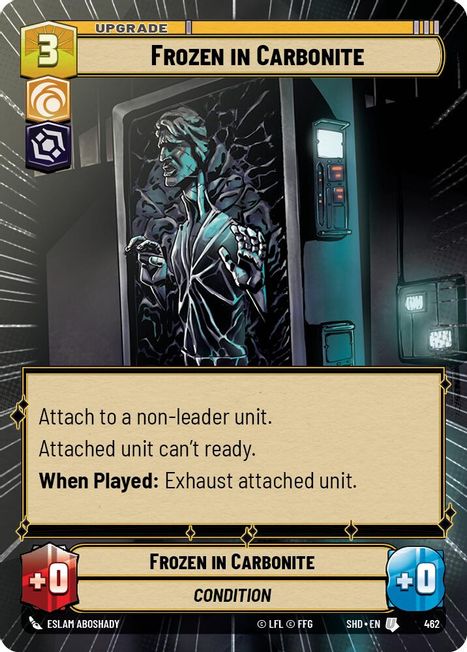 UPGRADE
3
FROZEN IN CARBONITE
Attach to a non-leader unit.
Attached unit can't ready.
When Played: Exhaust attached unit.
+0
FROZEN IN CARBONITE
+0
CONDITION
ESLAM ABOSHADY
© LFL © FFG
SHD • EN
462